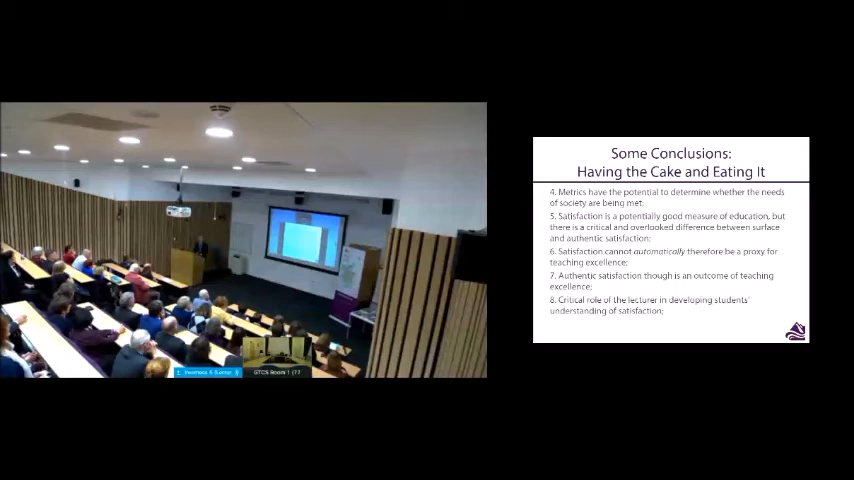 Some Conclusions:
Having the Cake and Eating It
4. Metrics have the potential to determine whether the needs
of society are being met;
5. Satisfaction is a potentially good measure of education, but
there is a critical and overlooked difference between surface
and authentic satisfaction;
6. Satisfaction cannot automatically therefore be a proxy for
teaching excellence;
7. Authentic satisfaction though is an outcome of teaching
excellence;
8. Critical role of the lecturer in developing students'
understanding of satisfaction;
GTCS Room 1